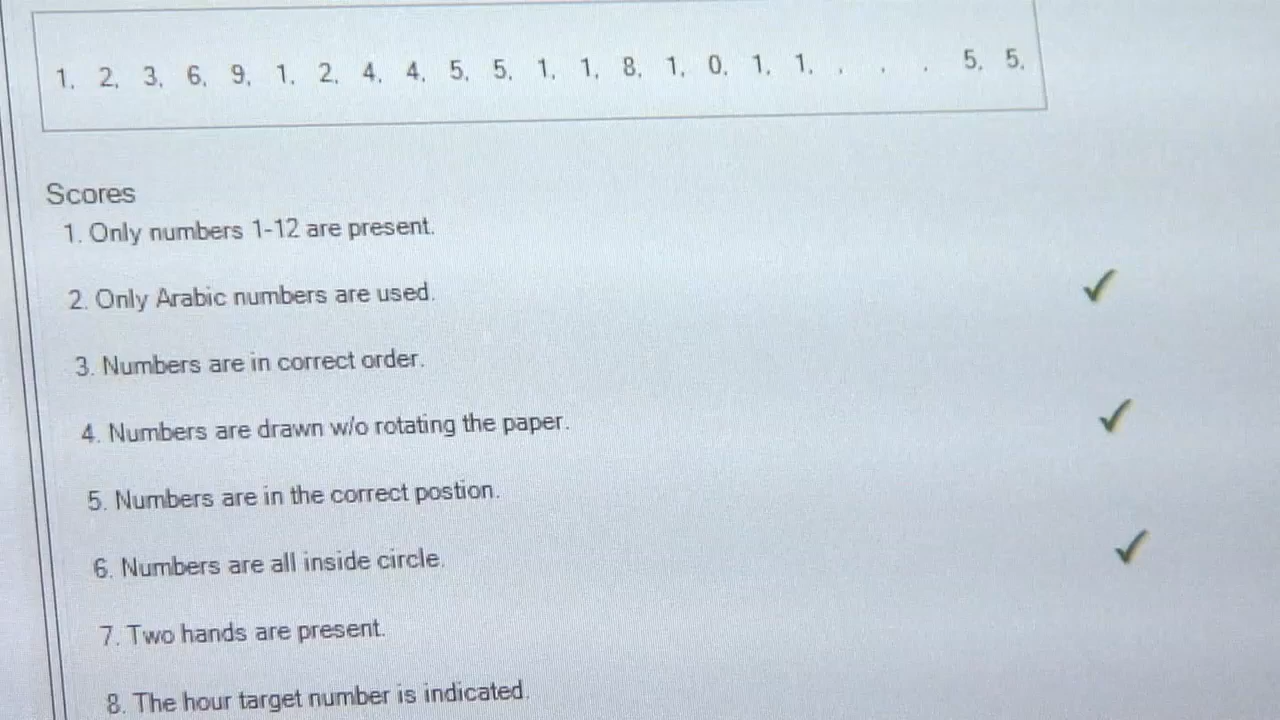 1, 2, 3, 6, 9, 1, 2, 4, 4, 5, 5, 1, 1, 8, 1, 0, 1, 1, , , , 5, 5,
Scores
1. Only numbers 1-12 are present.
2. Only Arabic numbers are used.
3. Numbers are in correct order.
4. Numbers are drawn w/o rotating the paper.
5. Numbers are in the correct postion.
6. Numbers are all inside circle.
7. Two hands are present.
8. The hour target number is indicated.